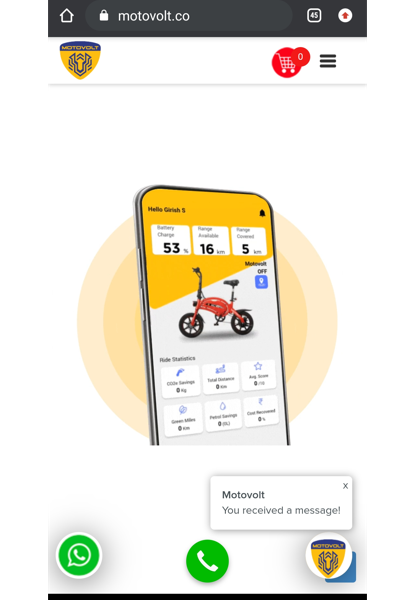 motovolt.co
45
MOTOVOLT
0
Hello Girish S
Battery Charge
53 %
Range Available
16 km
Range Covered
5 km
Motovolt
OFF
Ride Statistics
CO2e Savings
0 Kg
Total Distance
0 Km
Avg. Score
0 /10
Green Miles
0 Km
Petrol Savings
0 (₹/L)
Cost Recovered
0 %
x
Motovolt
You received a message!
MOTOVOLT